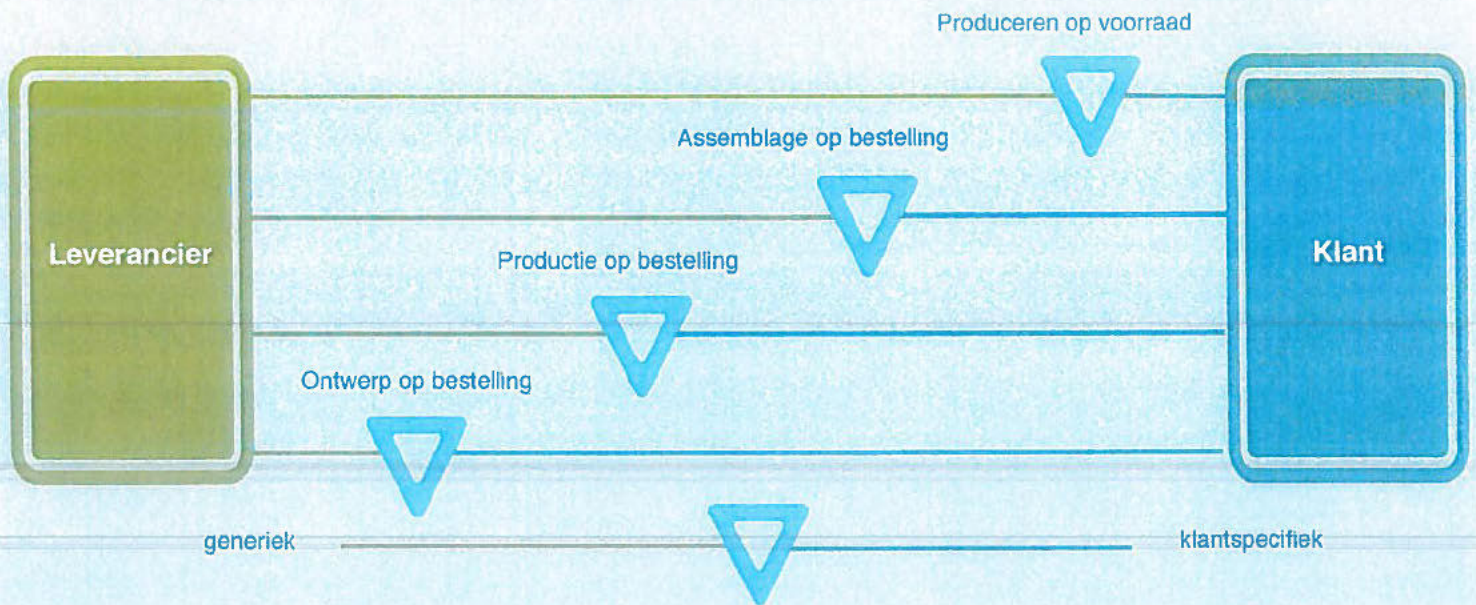 Produceren op voorraad
Assemblage op bestelling
Leverancier
Klant
Productie op bestelling
Ontwerp op bestelling
generiek
klantspecifiek